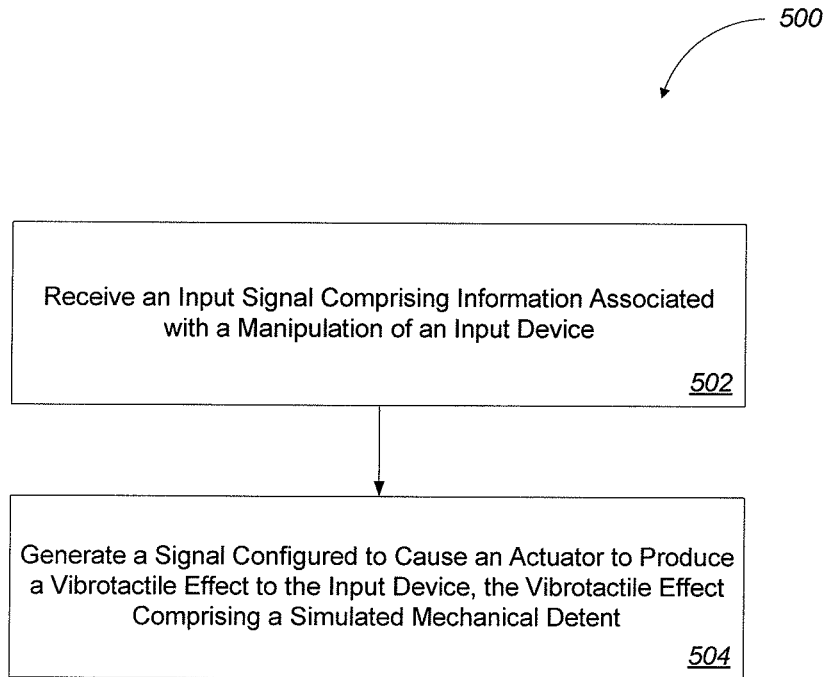 500
Receive an Input Signal Comprising Information Associated
with a Manipulation of an Input Device
502
Generate a Signal Configured to Cause an Actuator to Produce
a Vibrotactile Effect to the Input Device, the Vibrotactile Effect
Comprising a Simulated Mechanical Detent
504